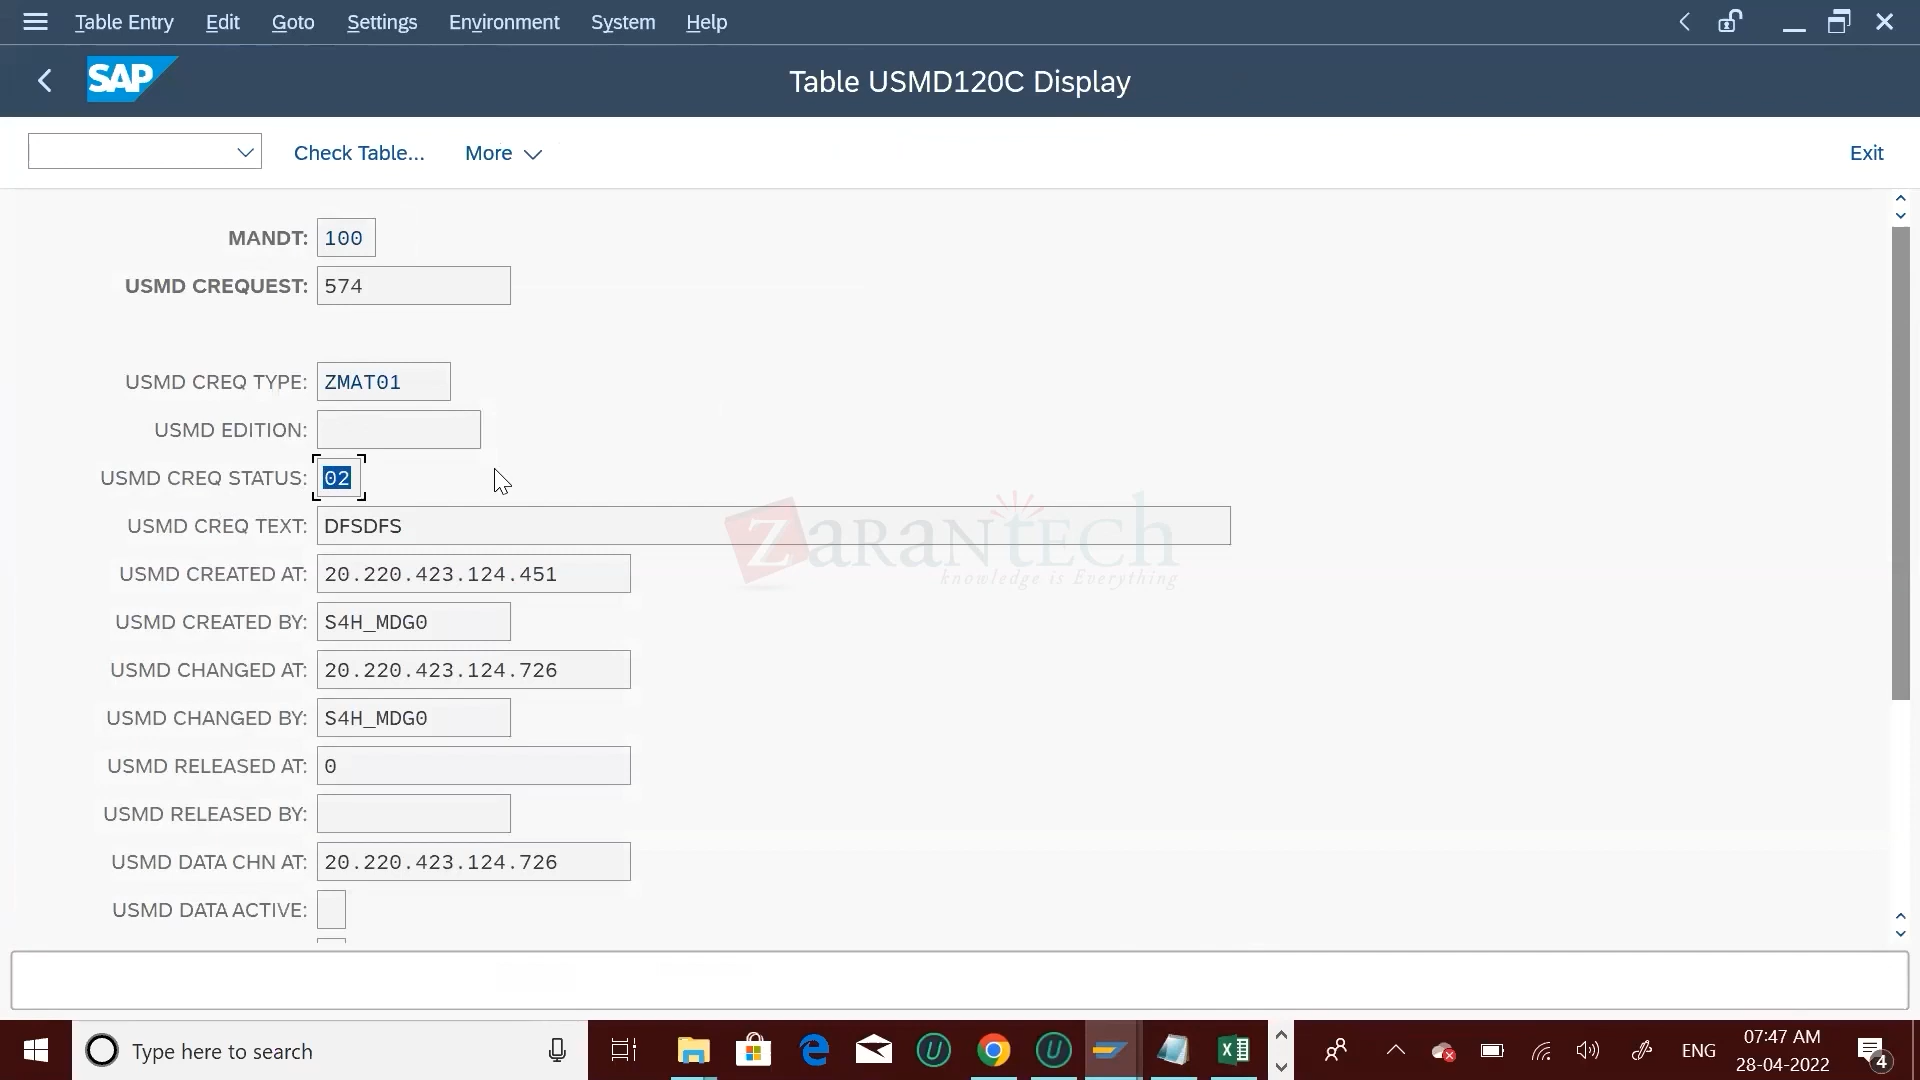 Table Entry Edit Goto Settings Environment System Help
SAP Table USMD120C Display
Check Table... More Exit
MANDT: 100
USMD CREQUEST: 574
USMD CREQ TYPE: ZMAT01
USMD EDITION:
USMD CREQ STATUS: 02
USMD CREQ TEXT: DFSDFS
USMD CREATED AT: 20.220.423.124.451
USMD CREATED BY: S4H_MDG0
USMD CHANGED AT: 20.220.423.124.726
USMD CHANGED BY: S4H_MDG0
USMD RELEASED AT: 0
USMD RELEASED BY:
USMD DATA CHN AT: 20.220.423.124.726
USMD DATA ACTIVE:
zaRaNtECH
knowledge is Everything
Type here to search
ENG
07:47 AM
28-04-2022
4